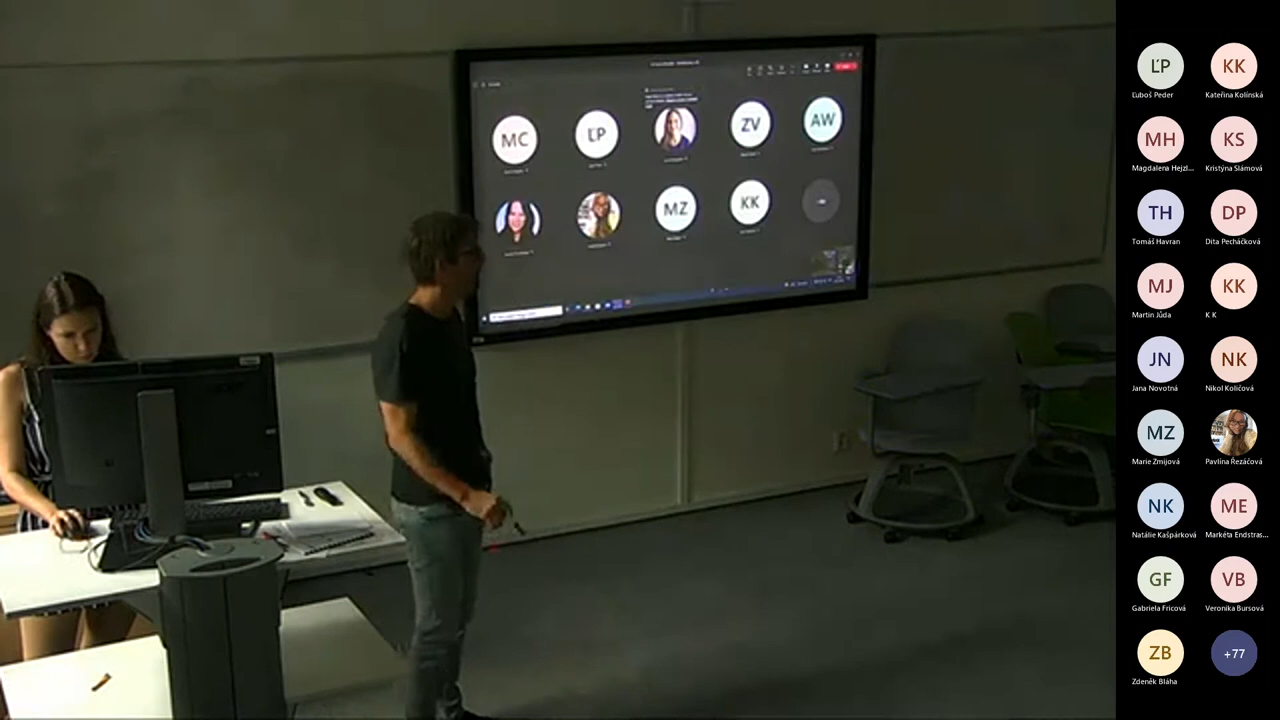 MC
ĽP
ZV
AW
MZ
KK
ĽP
KK
Ľuboš Peder
Kateřina Kolínská
MH
KS
Magdalena Hejzl...
Kristýna Slámová
TH
DP
Tomáš Havran
Dita Pecháčková
MJ
KK
Martin Jůda
K K
JN
NK
Jana Novotná
Nikol Količová
MZ
Marie Zmijová
Pavlína Řezáčová
NK
ME
Natálie Kašpárková
Markéta Endstras...
GF
VB
Gabriela Fricová
Veronika Bursová
ZB
+77
Zdeněk Bláha